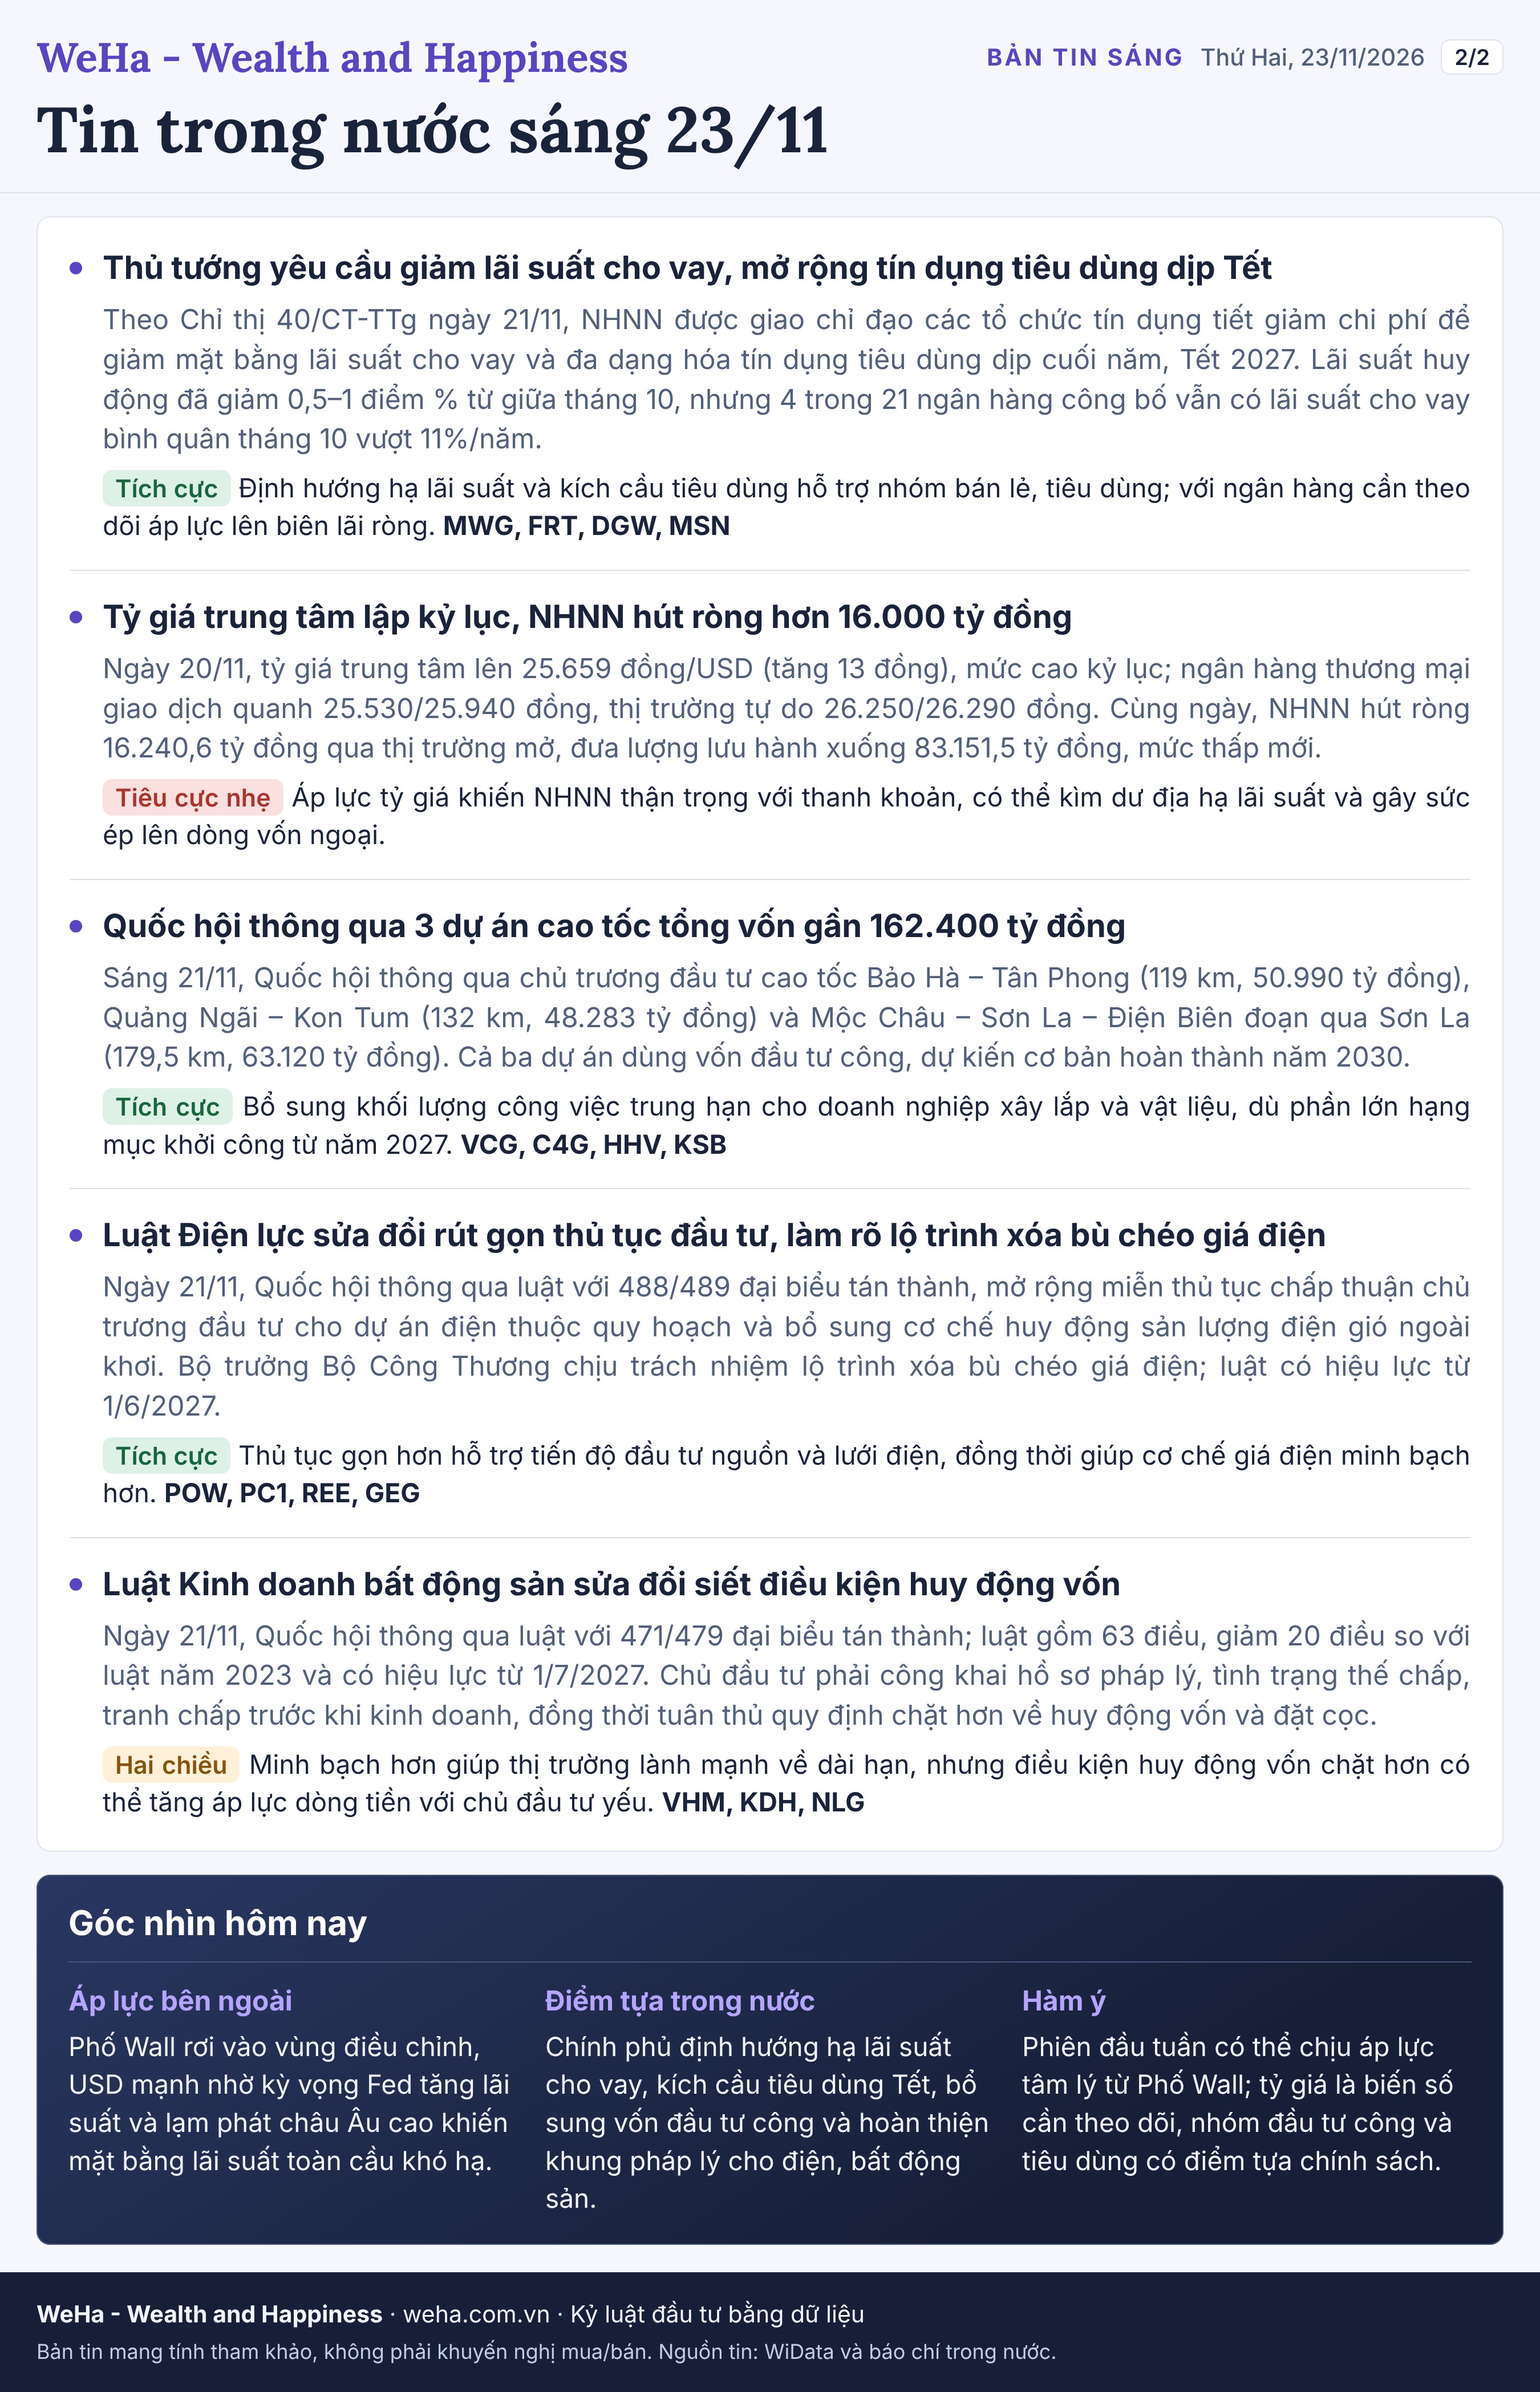 WeHa - Wealth and Happiness
BẢN TIN SÁNG Thứ Hai, 23/11/2026 2/2
Tin trong nước sáng 23/11
Thủ tướng yêu cầu giảm lãi suất cho vay, mở rộng tín dụng tiêu dùng dịp Tết
Theo Chỉ thị 40/CT-TTg ngày 21/11, NHNN được giao chỉ đạo các tổ chức tín dụng tiết giảm chi phí để
giảm mặt bằng lãi suất cho vay và đa dạng hóa tín dụng tiêu dùng dịp cuối năm, Tết 2027. Lãi suất huy
động đã giảm 0,5–1 điểm % từ giữa tháng 10, nhưng 4 trong 21 ngân hàng công bố vẫn có lãi suất cho vay
bình quân tháng 10 vượt 11%/năm.
Tích cực Định hướng hạ lãi suất và kích cầu tiêu dùng hỗ trợ nhóm bán lẻ, tiêu dùng; với ngân hàng cần theo
dõi áp lực lên biên lãi ròng. MWG, FRT, DGW, MSN
Tỷ giá trung tâm lập kỷ lục, NHNN hút ròng hơn 16.000 tỷ đồng
Ngày 20/11, tỷ giá trung tâm lên 25.659 đồng/USD (tăng 13 đồng), mức cao kỷ lục; ngân hàng thương mại
giao dịch quanh 25.530/25.940 đồng, thị trường tự do 26.250/26.290 đồng. Cùng ngày, NHNN hút ròng
16.240,6 tỷ đồng qua thị trường mở, đưa lượng lưu hành xuống 83.151,5 tỷ đồng, mức thấp mới.
Tiêu cực nhẹ Áp lực tỷ giá khiến NHNN thận trọng với thanh khoản, có thể kìm dư địa hạ lãi suất và gây sức
ép lên dòng vốn ngoại.
Quốc hội thông qua 3 dự án cao tốc tổng vốn gần 162.400 tỷ đồng
Sáng 21/11, Quốc hội thông qua chủ trương đầu tư cao tốc Bảo Hà – Tân Phong (119 km, 50.990 tỷ đồng),
Quảng Ngãi – Kon Tum (132 km, 48.283 tỷ đồng) và Mộc Châu – Sơn La – Điện Biên đoạn qua Sơn La
(179,5 km, 63.120 tỷ đồng). Cả ba dự án dùng vốn đầu tư công, dự kiến cơ bản hoàn thành năm 2030.
Tích cực Bổ sung khối lượng công việc trung hạn cho doanh nghiệp xây lắp và vật liệu, dù phần lớn hạng
mục khởi công từ năm 2027. VCG, C4G, HHV, KSB
Luật Điện lực sửa đổi rút gọn thủ tục đầu tư, làm rõ lộ trình xóa bù chéo giá điện
Ngày 21/11, Quốc hội thông qua luật với 488/489 đại biểu tán thành, mở rộng miễn thủ tục chấp thuận chủ
trương đầu tư cho dự án điện thuộc quy hoạch và bổ sung cơ chế huy động sản lượng điện gió ngoài
khơi. Bộ trưởng Bộ Công Thương chịu trách nhiệm lộ trình xóa bù chéo giá điện; luật có hiệu lực từ
1/6/2027.
Tích cực Thủ tục gọn hơn hỗ trợ tiến độ đầu tư nguồn và lưới điện, đồng thời giúp cơ chế giá điện minh bạch
hơn. POW, PC1, REE, GEG
Luật Kinh doanh bất động sản sửa đổi siết điều kiện huy động vốn
Ngày 21/11, Quốc hội thông qua luật với 471/479 đại biểu tán thành; luật gồm 63 điều, giảm 20 điều so với
luật năm 2023 và có hiệu lực từ 1/7/2027. Chủ đầu tư phải công khai hồ sơ pháp lý, tình trạng thế chấp,
tranh chấp trước khi kinh doanh, đồng thời tuân thủ quy định chặt hơn về huy động vốn và đặt cọc.
Hai chiều Minh bạch hơn giúp thị trường lành mạnh về dài hạn, nhưng điều kiện huy động vốn chặt hơn có
thể tăng áp lực dòng tiền với chủ đầu tư yếu. VHM, KDH, NLG
Góc nhìn hôm nay
Áp lực bên ngoài
Phố Wall rơi vào vùng điều chỉnh,
USD mạnh nhờ kỳ vọng Fed tăng lãi
suất và lạm phát châu Âu cao khiến
mặt bằng lãi suất toàn cầu khó hạ.
Điểm tựa trong nước
Chính phủ định hướng hạ lãi suất
cho vay, kích cầu tiêu dùng Tết, bổ
sung vốn đầu tư công và hoàn thiện
khung pháp lý cho điện, bất động
sản.
Hàm ý
Phiên đầu tuần có thể chịu áp lực
tâm lý từ Phố Wall; tỷ giá là biến số
cần theo dõi, nhóm đầu tư công và
tiêu dùng có điểm tựa chính sách.
WeHa - Wealth and Happiness · weha.com.vn · Kỷ luật đầu tư bằng dữ liệu
Bản tin mang tính tham khảo, không phải khuyến nghị mua/bán. Nguồn tin: WiData và báo chí trong nước.